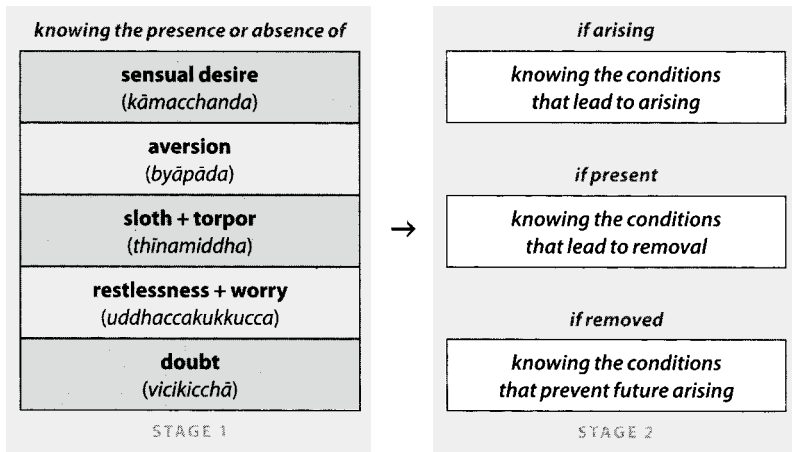 knowing the presence or absence of
sensual desire
(kāmacchanda)
aversion
(byāpāda)
sloth + torpor
(thīnamiddha)
restlessness + worry
(uddhaccakukkucca)
doubt
(vicikicchā)
STAGE 1
→
if arising
knowing the conditions
that lead to arising
if present
knowing the conditions
that lead to removal
if removed
knowing the conditions
that prevent future arising
STAGE 2